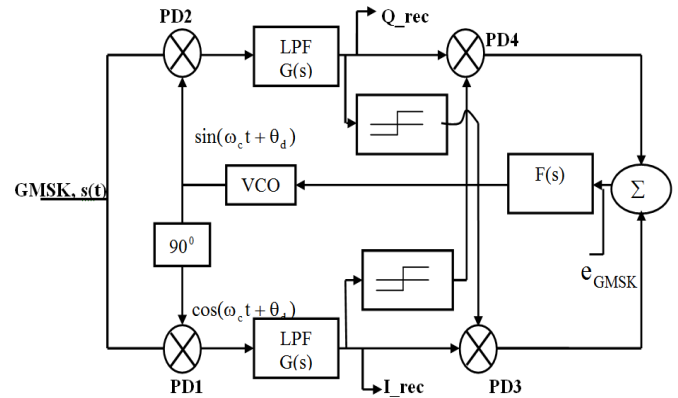 PD2
Q_rec
LPF
G(s)
PD4
sin(ω_c t + θ_d)
GMSK, s(t)
VCO
F(s)
Σ
90⁰
e_GMSK
cos(ω_c t + θ_d)
LPF
G(s)
PD1
I_rec
PD3